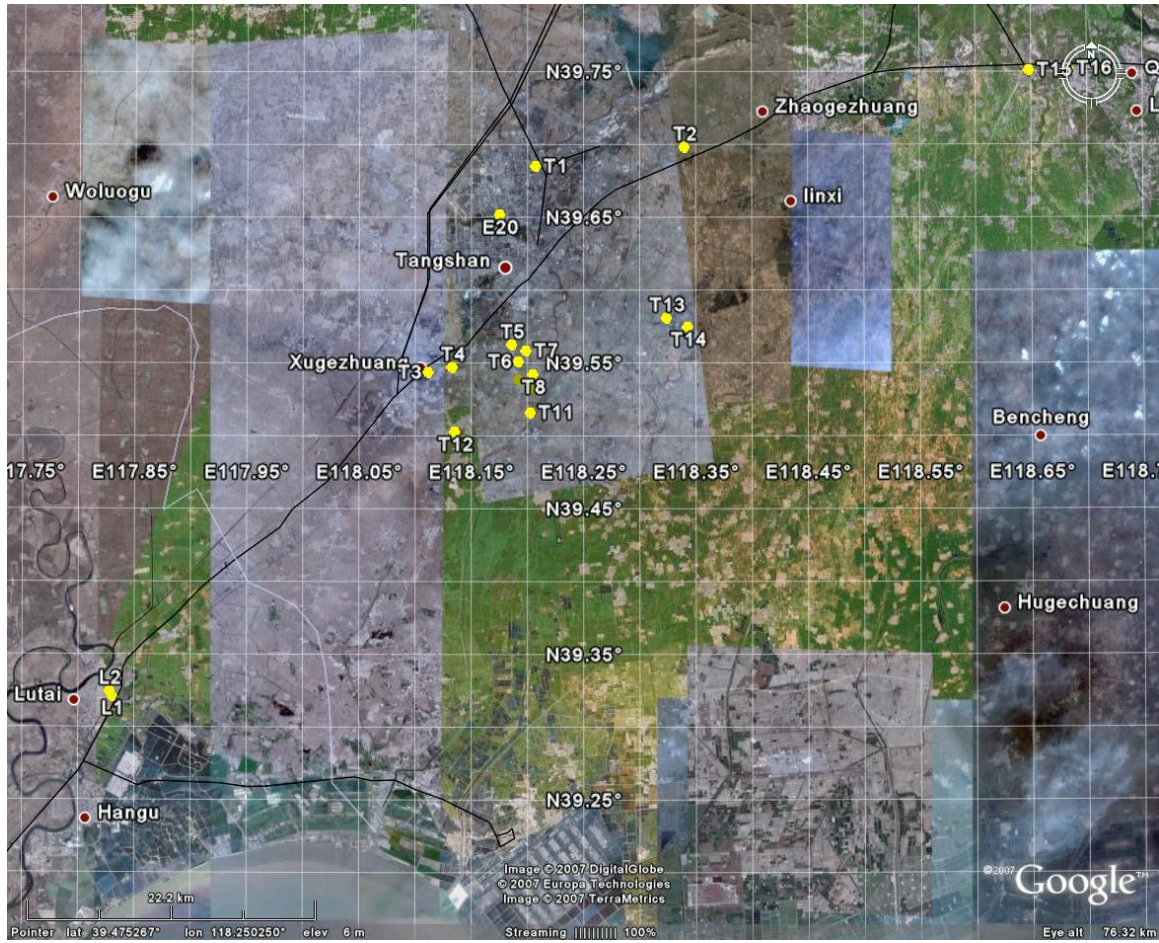 N39.75°
T15
T16
N
Q
Zhaogezhuang
L
T2
T1
Woluogu
linxi
N39.65°
E20
Tangshan
T13
T14
T5
T7
T6
N39.55°
Xugezhuang
T3
T4
T8
T11
Bencheng
T12
17.75°
E117.85°
E117.95°
E118.05°
E118.15°
E118.25°
E118.35°
E118.45°
E118.55°
E118.65°
E118.7
N39.45°
Hugechuang
N39.35°
L2
Lutai
L1
N39.25°
Hangu
Image © 2007 DigitalGlobe
© 2007 Europa Technologies
Image © 2007 TerraMetrics
©2007 Google™
22.2 km
Pointer lat 39.475267° lon 118.250250° elev 6 m
Streaming |||||||||| 100%
Eye alt 76.32 km